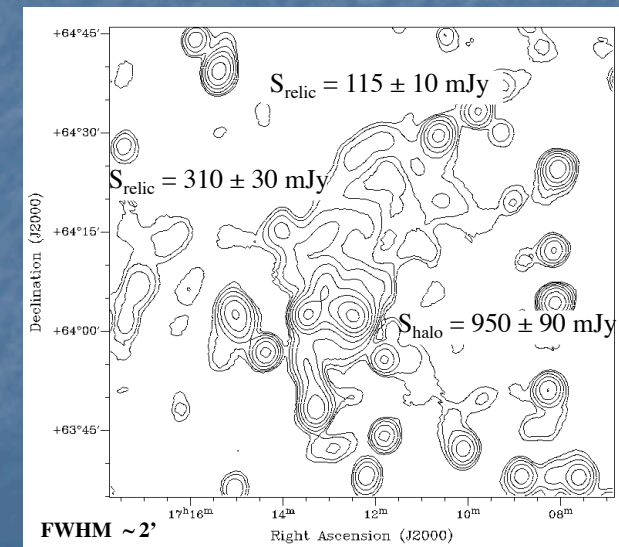 +64°45'
S_relic = 115 ± 10 mJy
+64°30'
S_relic = 310 ± 30 mJy
+64°15'
Declination (J2000)
+64°00'
S_halo = 950 ± 90 mJy
+63°45'
17ʰ16ᵐ 14ᵐ 12ᵐ 10ᵐ 08ᵐ
FWHM ~2' Right Ascension (J2000)